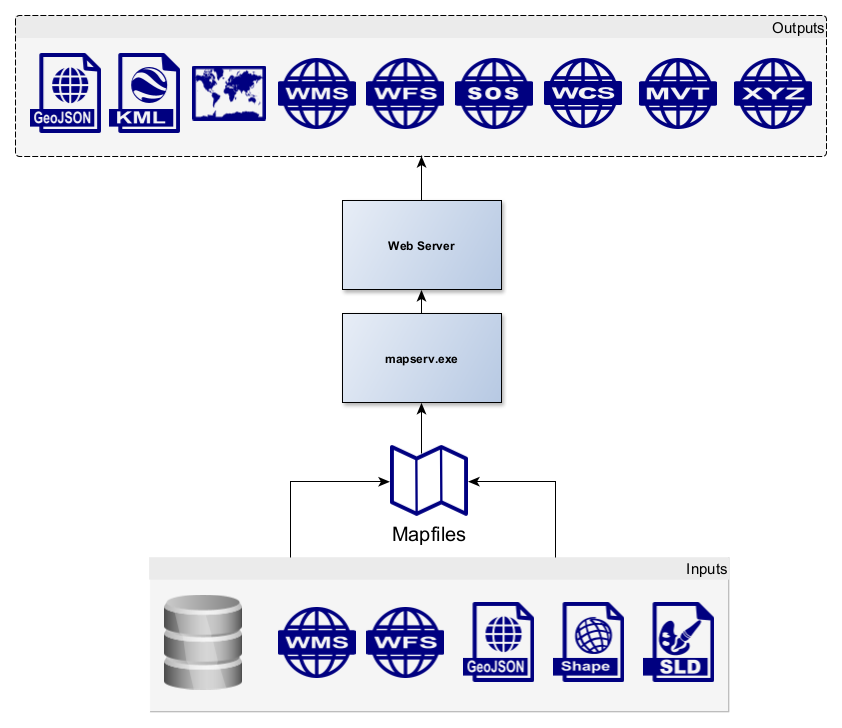 Outputs
GeoJSON
KML
WMS
WFS
SOS
WCS
MVT
XYZ
Web Server
mapserv.exe
Mapfiles
Inputs
WMS
WFS
GeoJSON
Shape
SLD